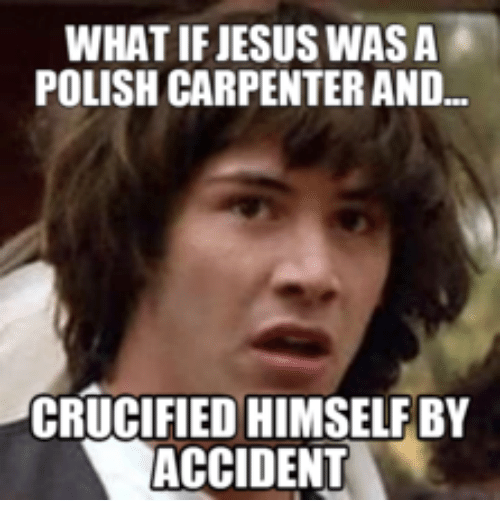 WHAT IF JESUS WAS A
POLISH CARPENTER AND...
CRUCIFIED HIMSELF BY
ACCIDENT